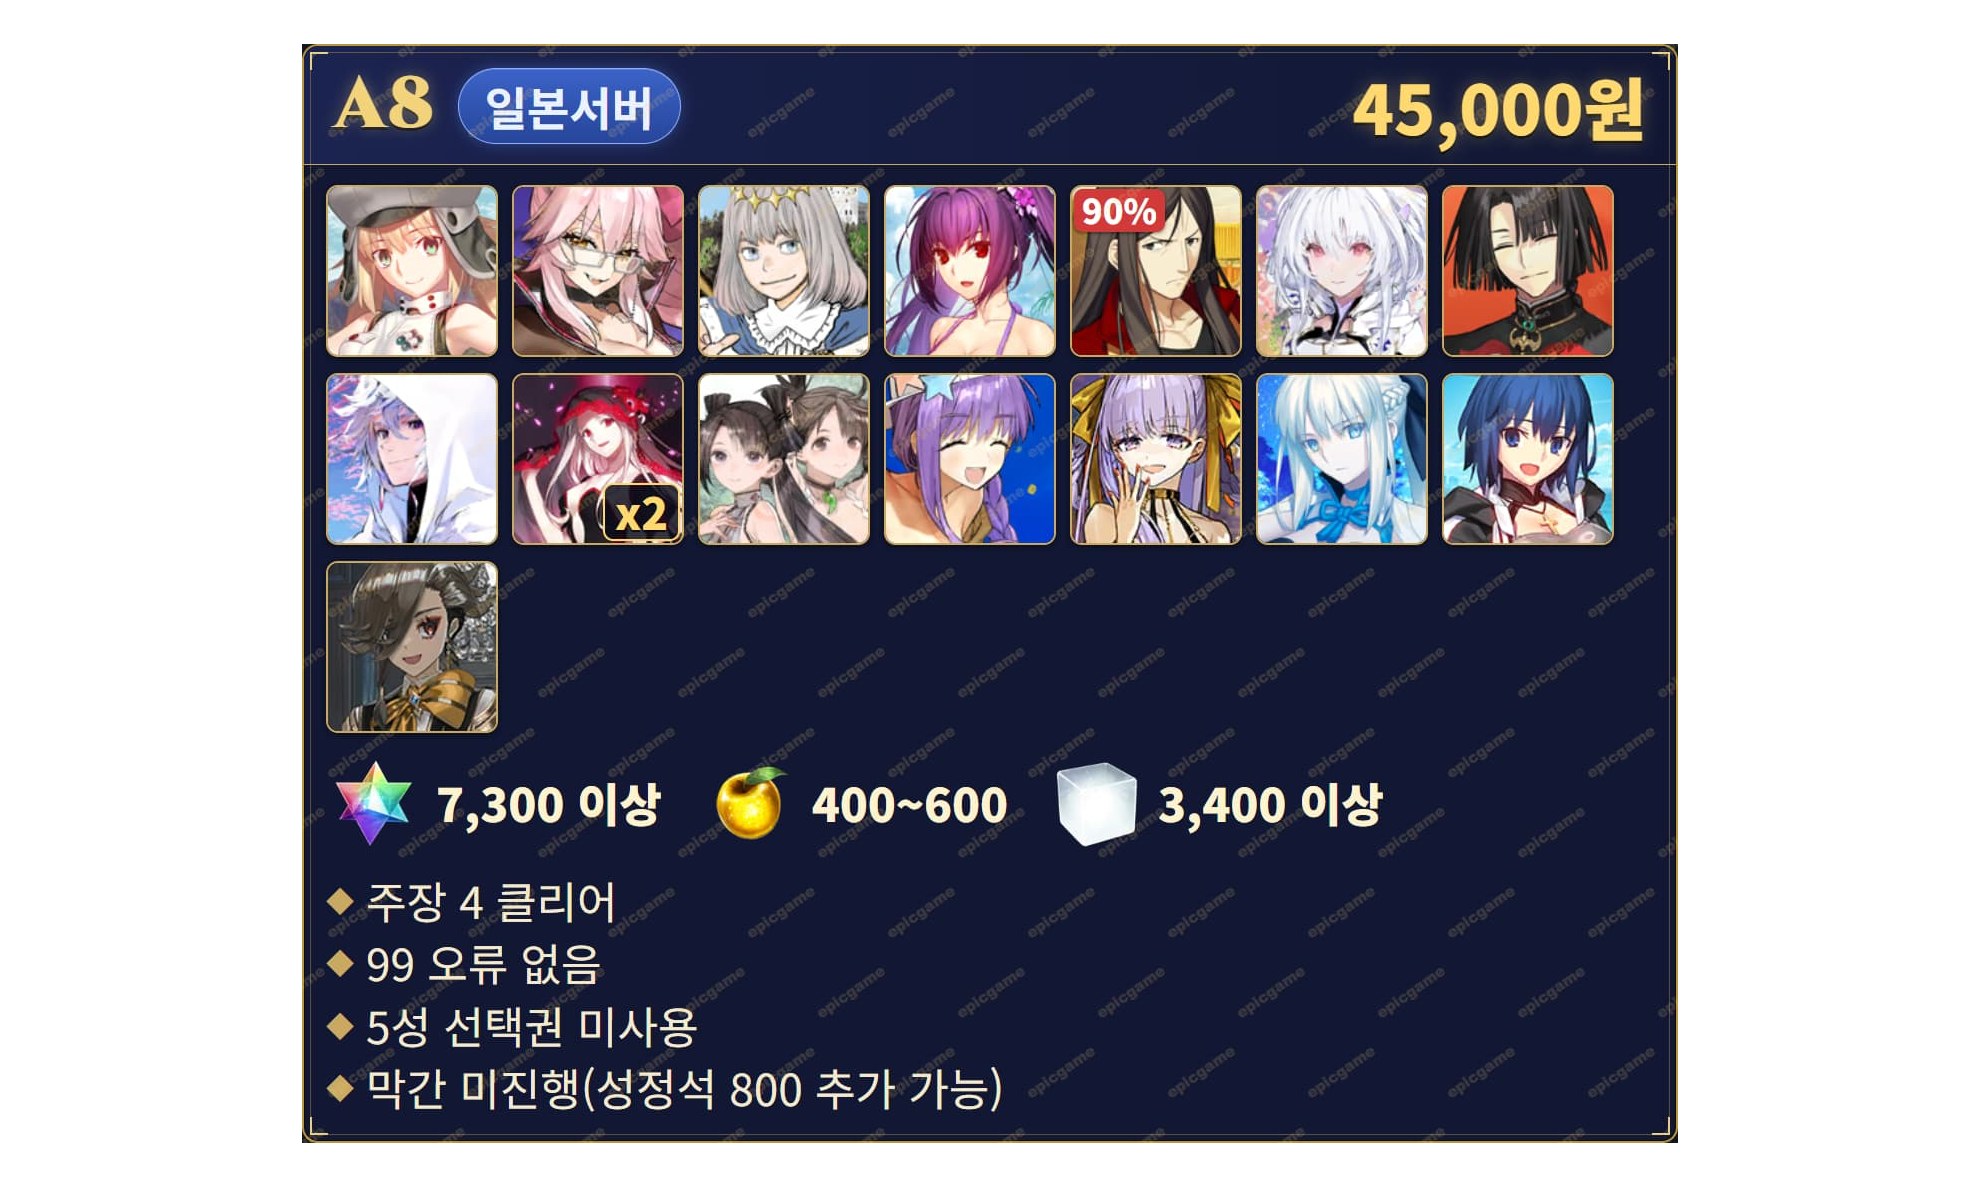 A8 일본서버 45,000원
90%
x2
7,300 이상 400~600 3,400 이상
◆ 주장 4 클리어
◆ 99 오류 없음
◆ 5성 선택권 미사용
◆ 막간 미진행(성정석 800 추가 가능)
epicgame